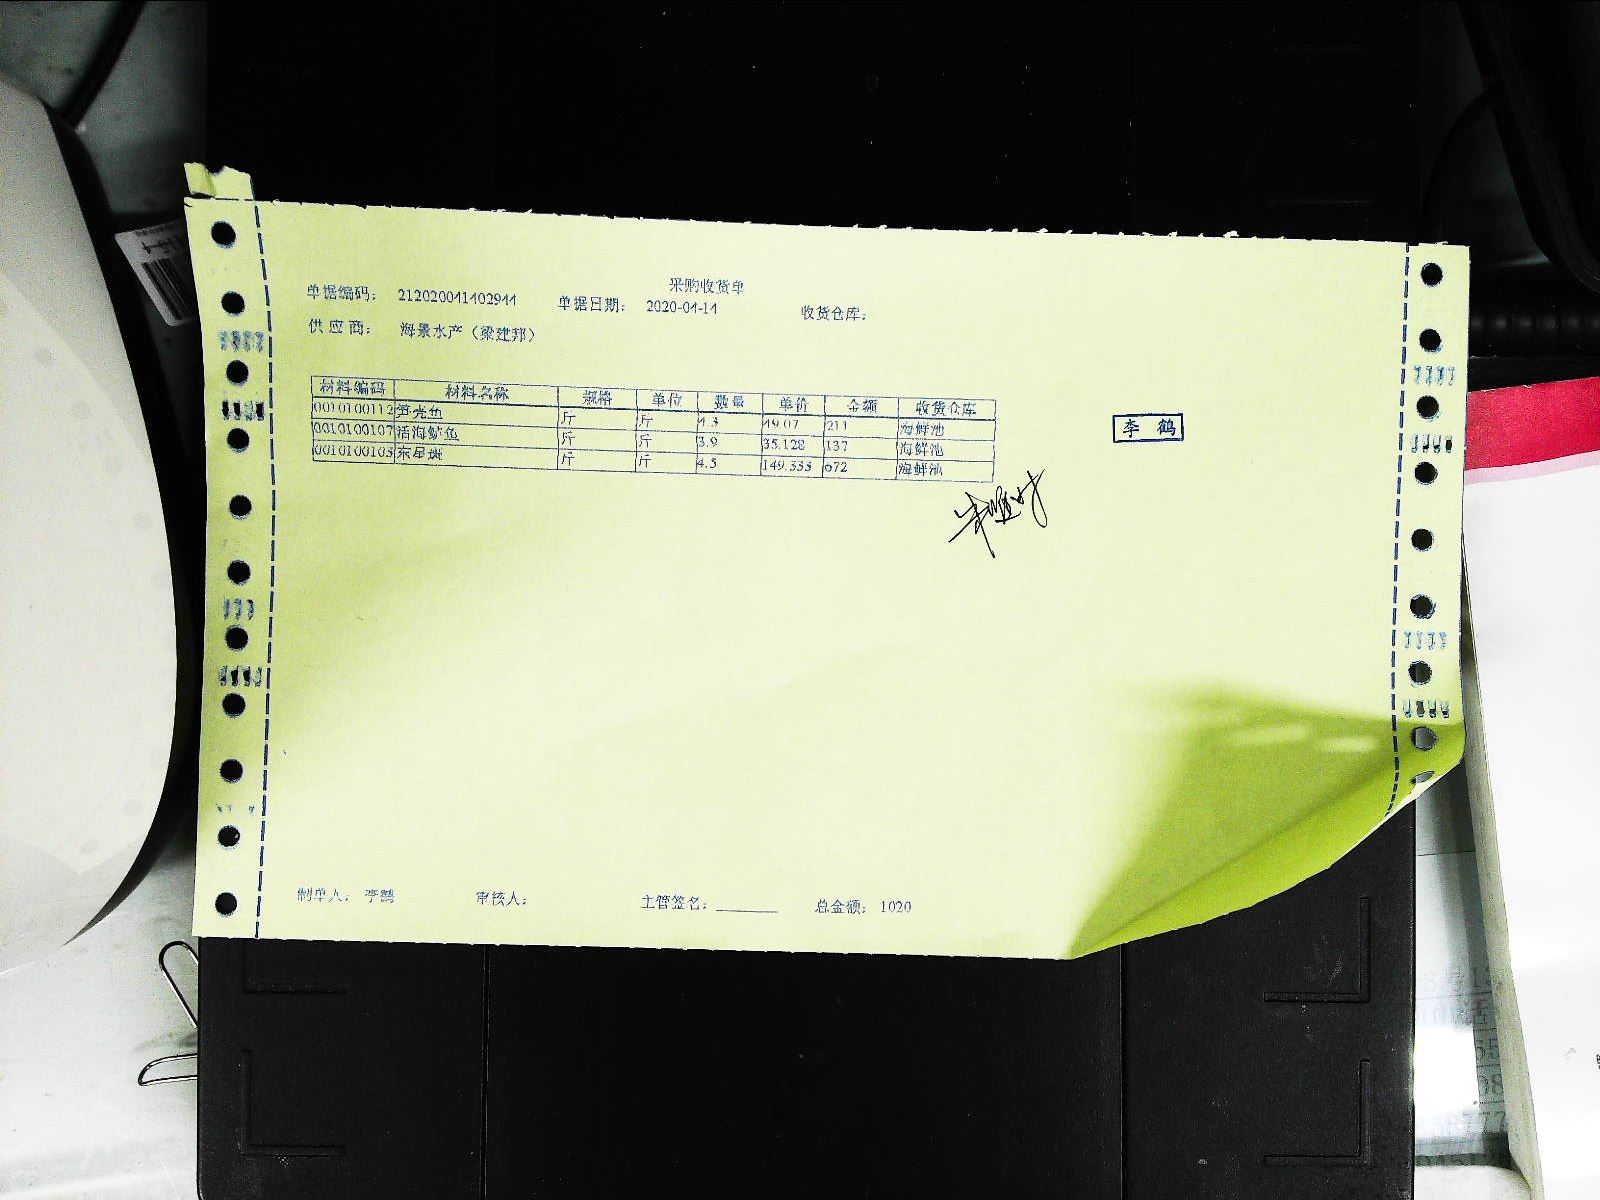 采购收货单
单据编码： 212020041402944 单据日期： 2020-04-14 收货仓库：
供 应 商： 海景水产（梁建邦）
材料编码 材料名称 规格 单位 数量 单价 金额 收货仓库
0010100112 笋壳鱼 斤 斤 4.3 49.07 211 海鲜池
0010100107 活海鲈鱼 斤 斤 3.9 35.128 137 海鲜池
0010100103 东星斑 斤 斤 4.5 149.333 672 海鲜池
李 鹤
制单人： 李鹤 审核人： 主管签名：________ 总金额： 1020